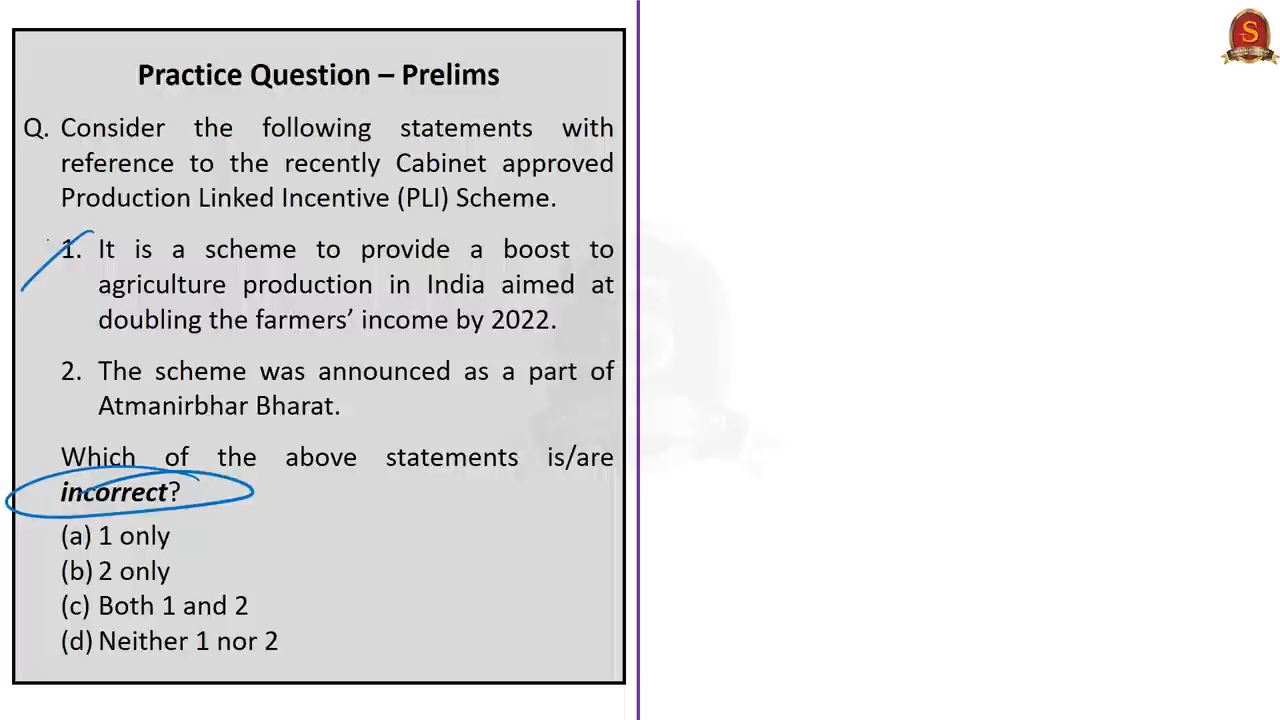 S
Practice Question – Prelims
Q. Consider the following statements with
reference to the recently Cabinet approved
Production Linked Incentive (PLI) Scheme.
1. It is a scheme to provide a boost to
agriculture production in India aimed at
doubling the farmers’ income by 2022.
2. The scheme was announced as a part of
Atmanirbhar Bharat.
Which of the above statements is/are
incorrect?
(a) 1 only
(b) 2 only
(c) Both 1 and 2
(d) Neither 1 nor 2